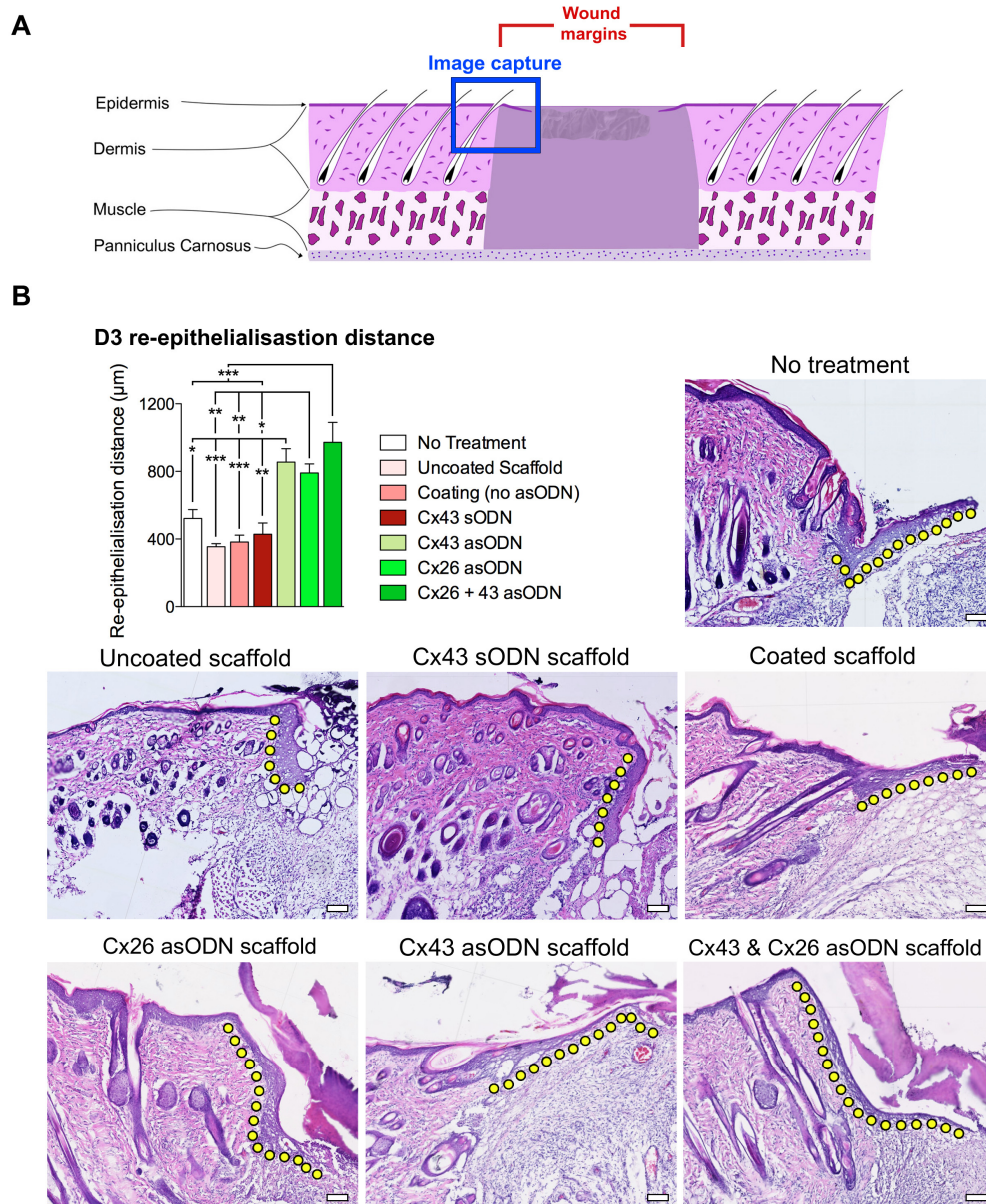 A
Wound
margins
Image capture
Epidermis
Dermis
Muscle
Panniculus Carnosus
B
D3 re-epithelialisastion distance
Re-epithelialisation distance (µm)
1200
800
400
0
***
**
**
*
*
***
***
**
No Treatment
Uncoated Scaffold
Coating (no asODN)
Cx43 sODN
Cx43 asODN
Cx26 asODN
Cx26 + 43 asODN
No treatment
Uncoated scaffold
Cx43 sODN scaffold
Coated scaffold
Cx26 asODN scaffold
Cx43 asODN scaffold
Cx43 & Cx26 asODN scaffold